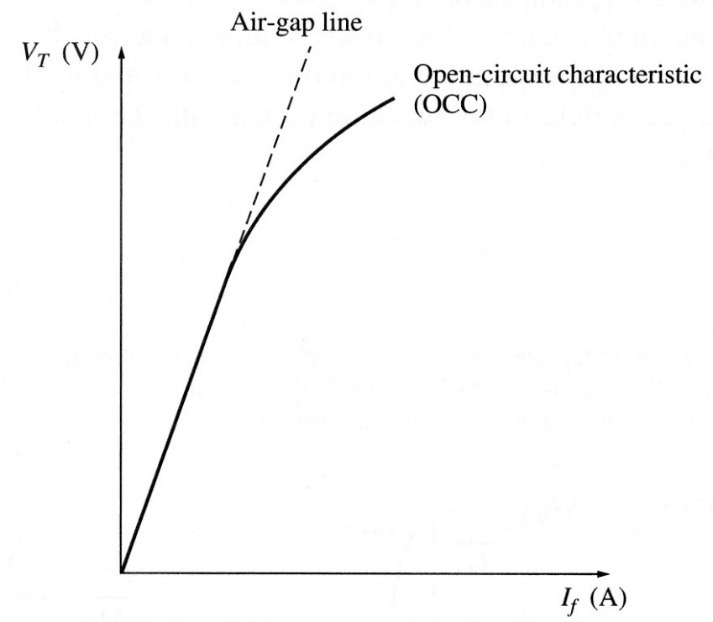 Air-gap line
V_T (V)
Open-circuit characteristic
(OCC)
I_f (A)